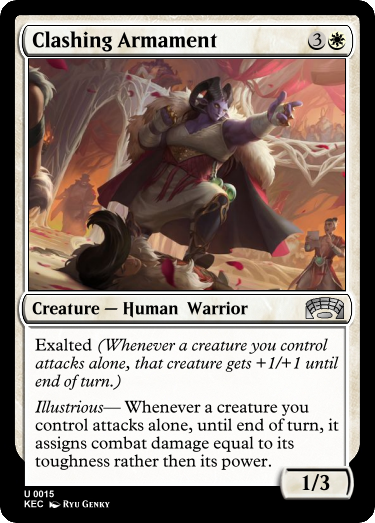 Clashing Armament 3
Creature — Human Warrior
Exalted (Whenever a creature you control
attacks alone, that creature gets +1/+1 until
end of turn.)
Illustrious— Whenever a creature you
control attacks alone, until end of turn, it
assigns combat damage equal to its
toughness rather then its power.
1/3
U 0015
KEC Ryu Genky